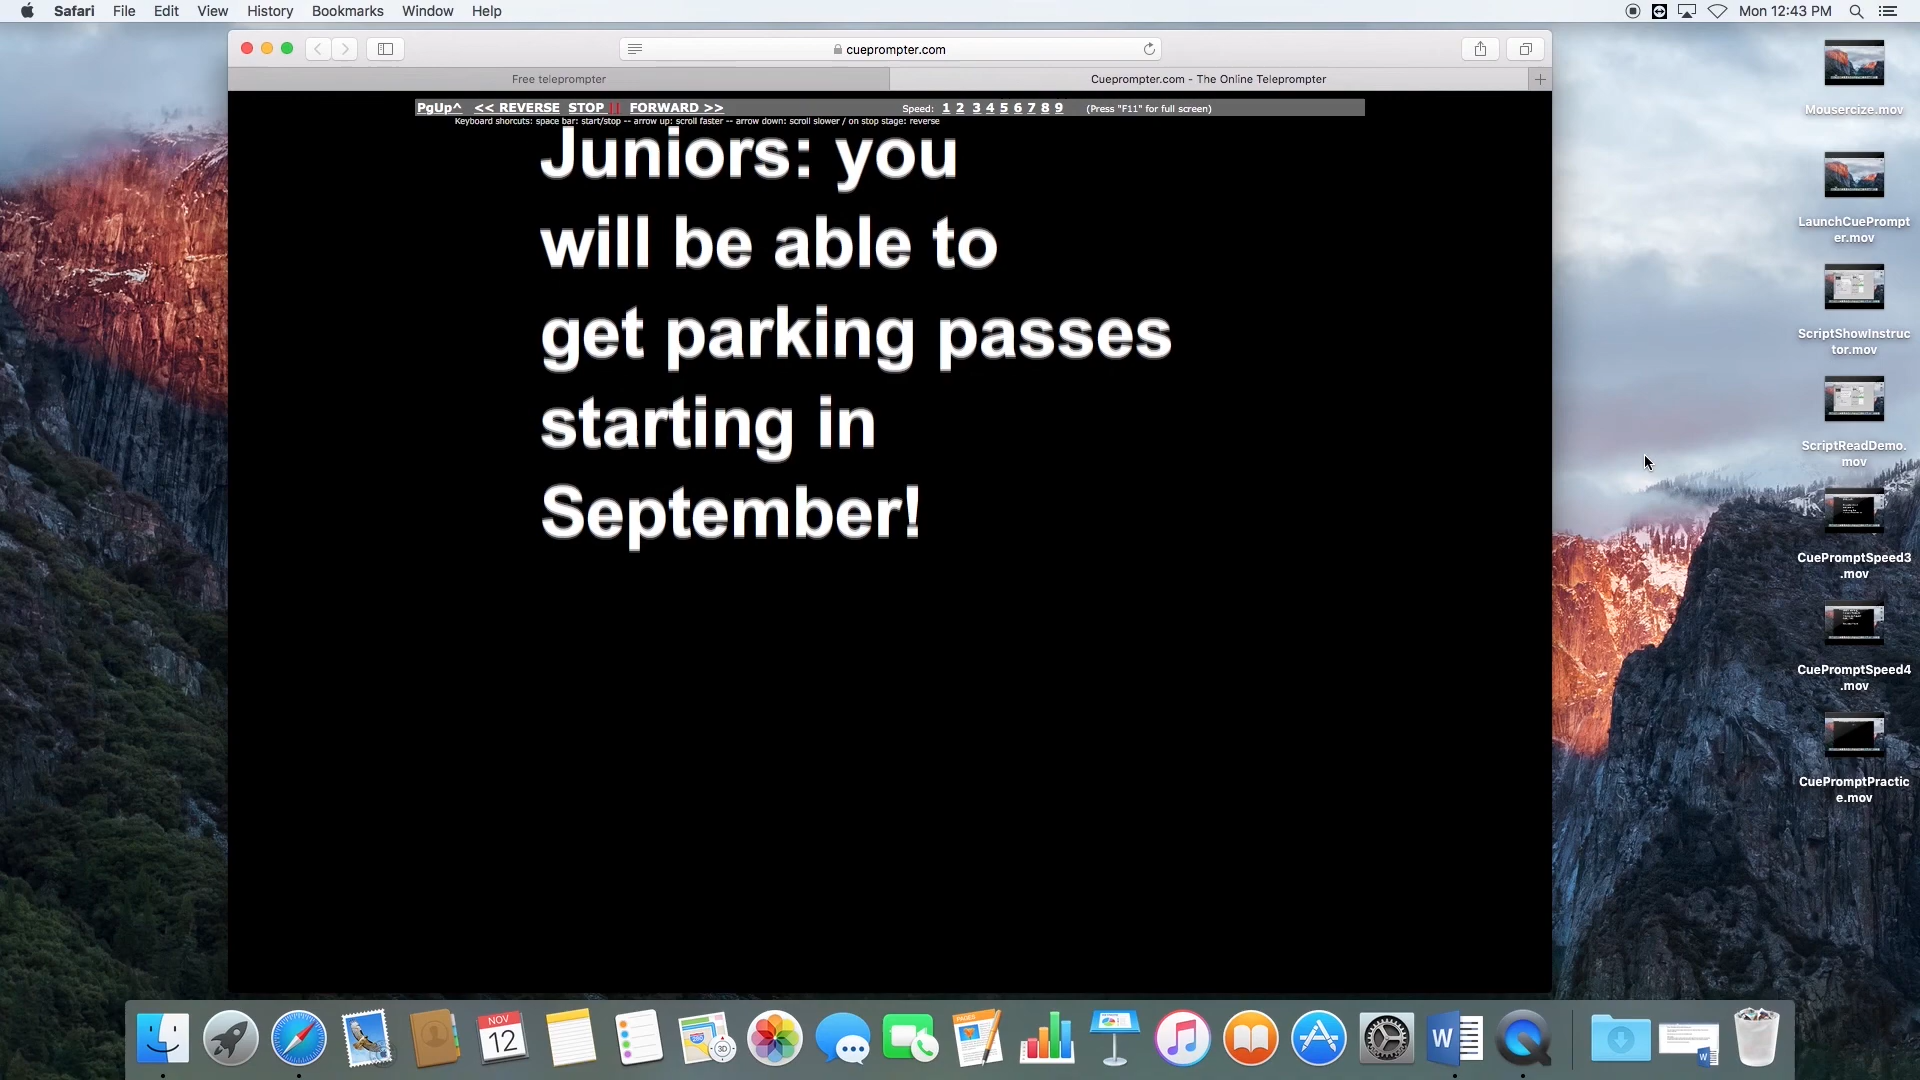 Safari File Edit View History Bookmarks Window Help Mon 12:43 PM
cueprompter.com
Free teleprompter Cueprompter.com - The Online Teleprompter
PgUp^ << REVERSE STOP || FORWARD >> Speed: 1 2 3 4 5 6 7 8 9 (Press "F11" for full screen)
Keyboard shorcuts: space bar: start/stop -- arrow up: scroll faster -- arrow down: scroll slower / on stop stage: reverse
Juniors: you
will be able to
get parking passes
starting in
September!
Mousercize.mov
LaunchCuePrompt
er.mov
ScriptShowInstruc
tor.mov
ScriptReadDemo.
mov
CuePromptSpeed3
.mov
CuePromptSpeed4
.mov
CuePromptPractic
e.mov
NOV
12
3D
PAGES
W
W